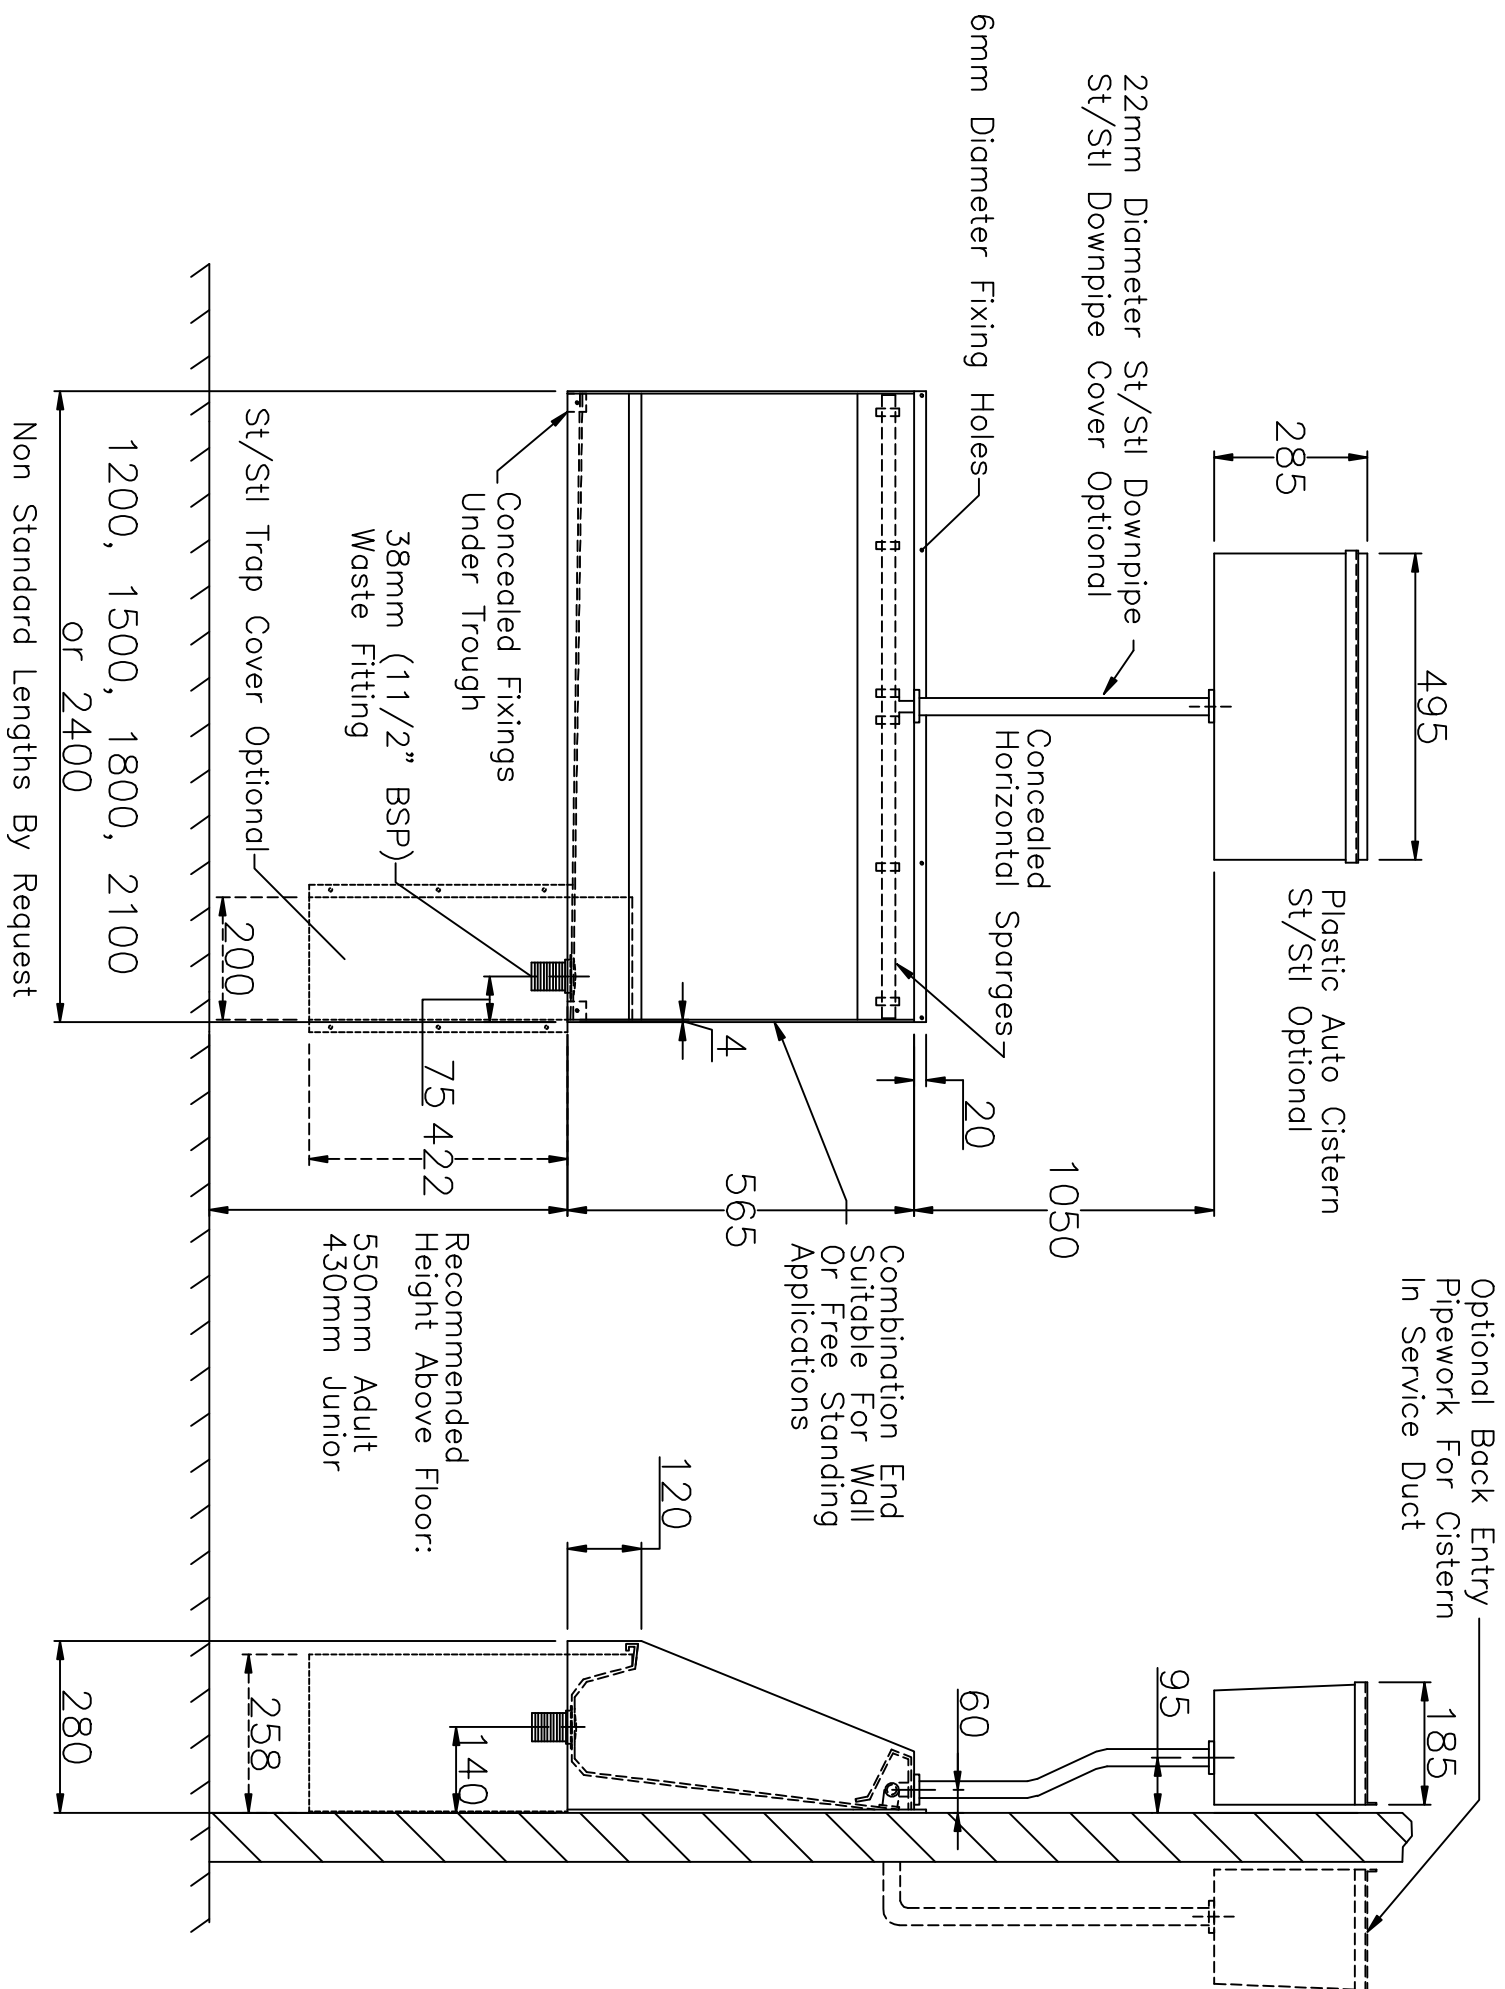 Optional Back Entry
Pipework For Cistern
In Service Duct
495
185
285
Plastic Auto Cistern
St/Stl Optional
22mm Diameter St/Stl Downpipe
St/Stl Downpipe Cover Optional
95
1050
Concealed
Horizontal Sparges
6mm Diameter Fixing Holes
20
60
Combination End
Suitable For Wall
Or Free Standing
Applications
565
4
120
Concealed Fixings
Under Trough
38mm (11/2" BSP)
Waste Fitting
75
422
140
Recommended
Height Above Floor:
550mm Adult
430mm Junior
St/Stl Trap Cover Optional
200
258
1200, 1500, 1800, 2100
or 2400
280
Non Standard Lengths By Request